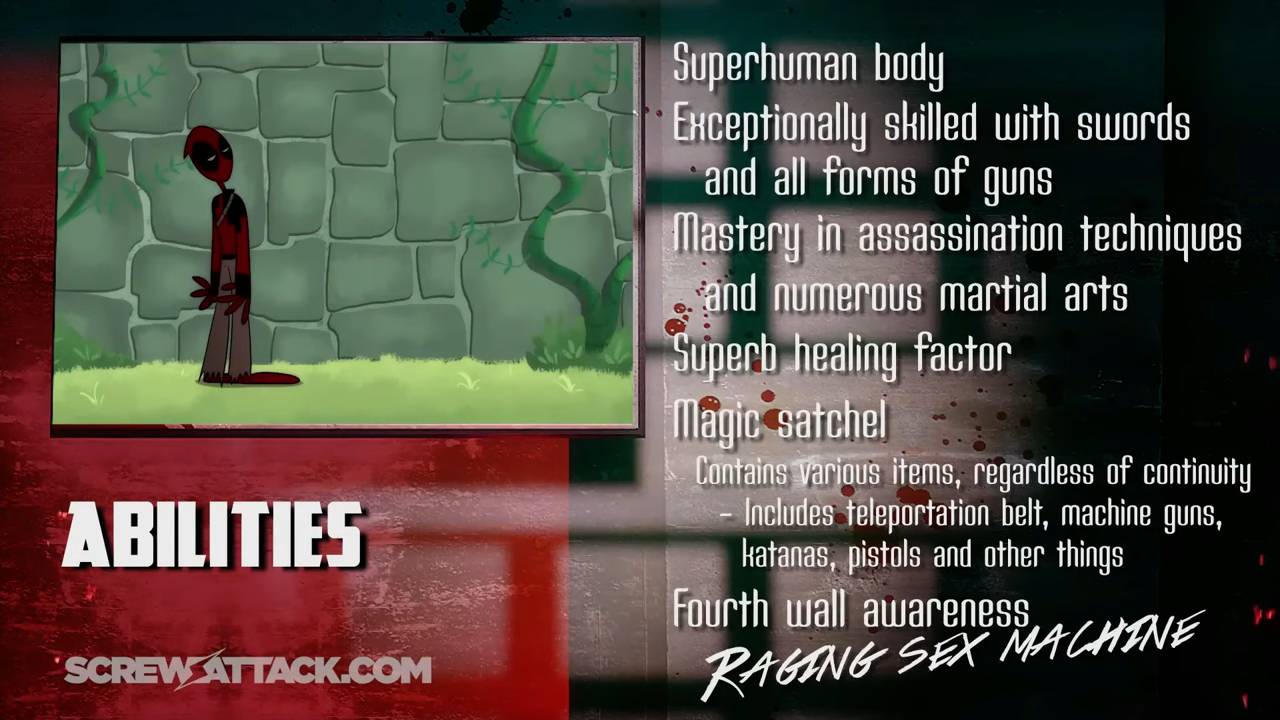 Superhuman body
Exceptionally skilled with swords
and all forms of guns
Mastery in assassination techniques
and numerous martial arts
Superb healing factor
Magic satchel
Contains various items, regardless of continuity
- Includes teleportation belt, machine guns,
katanas, pistols and other things
Fourth wall awareness
RAGING SEX MACHINE
ABILITIES
SCREWATTACK.COM